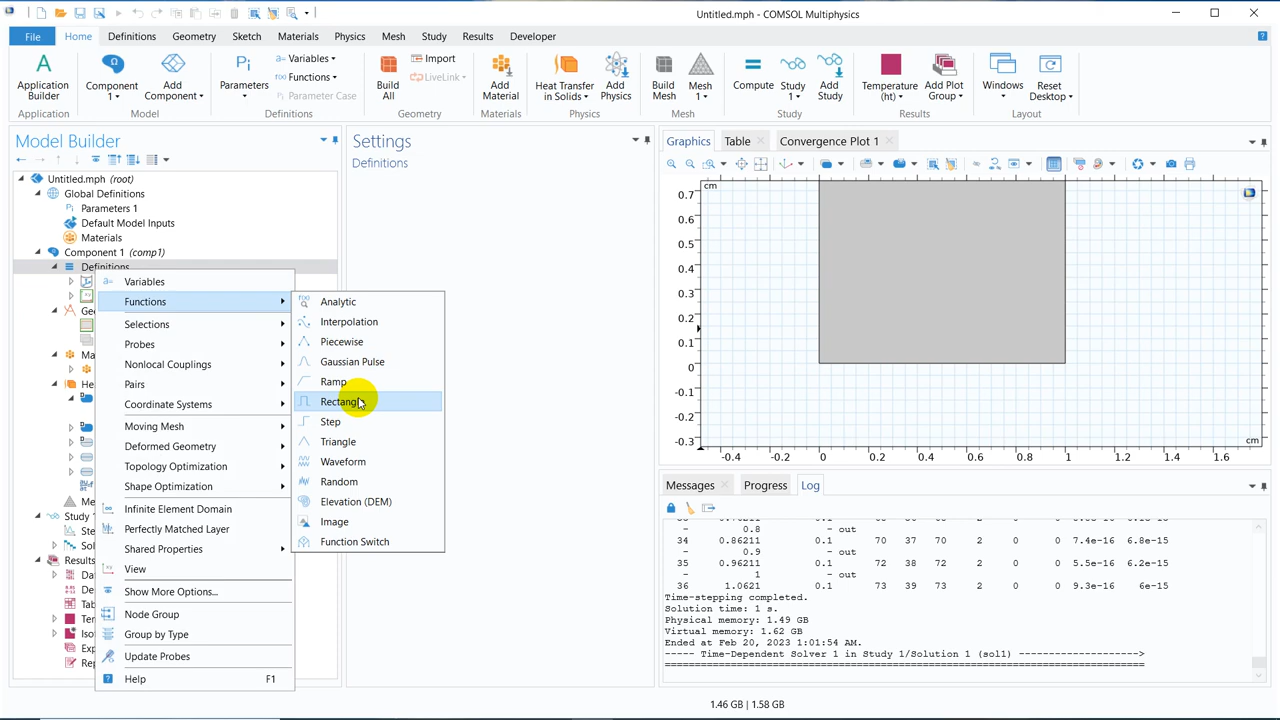 Untitled.mph - COMSOL Multiphysics
File Home Definitions Geometry Sketch Materials Physics Mesh Study Results Developer
Application Builder
Component 1
Add Component
Parameters
Variables
Functions
Parameter Case
Build All
Import
LiveLink
Add Material
Heat Transfer in Solids
Add Physics
Build Mesh
Mesh 1
Compute
Study 1
Add Study
Temperature (ht)
Add Plot Group
Windows
Reset Desktop
Application Model Definitions Geometry Materials Physics Mesh Study Results Layout
Model Builder
Untitled.mph (root)
Global Definitions
Parameters 1
Default Model Inputs
Materials
Component 1 (comp1)
Definitions
Geo
Ma
He
Me
Study
Ste
Sol
Results
Da
De
Tab
Ter
Iso
Exp
Rep
Variables
Functions
Selections
Probes
Nonlocal Couplings
Pairs
Coordinate Systems
Moving Mesh
Deformed Geometry
Topology Optimization
Shape Optimization
Infinite Element Domain
Perfectly Matched Layer
Shared Properties
View
Show More Options...
Node Group
Group by Type
Update Probes
Help F1
Analytic
Interpolation
Piecewise
Gaussian Pulse
Ramp
Rectangle
Step
Triangle
Waveform
Random
Elevation (DEM)
Image
Function Switch
Settings
Definitions
Graphics Table Convergence Plot 1
cm
0.7
0.6
0.5
0.4
0.3
0.2
0.1
0
-0.1
-0.2
-0.3
cm
-0.4 -0.2 0 0.2 0.4 0.6 0.8 1 1.2 1.4 1.6
Messages Progress Log
- 0.8 - out
34 0.86211 0.1 70 37 70 2 0 0 7.4e-16 6.8e-15
- 0.9 - out
35 0.96211 0.1 72 38 72 2 0 0 5.5e-16 6.2e-15
- 1 - out
36 1.0621 0.1 73 39 73 2 0 0 9.3e-16 6e-15
Time-stepping completed.
Solution time: 1 s.
Physical memory: 1.49 GB
Virtual memory: 1.62 GB
Ended at Feb 20, 2023 1:01:54 AM.
----- Time-Dependent Solver 1 in Study 1/Solution 1 (sol1) -------------------->
1.46 GB | 1.58 GB